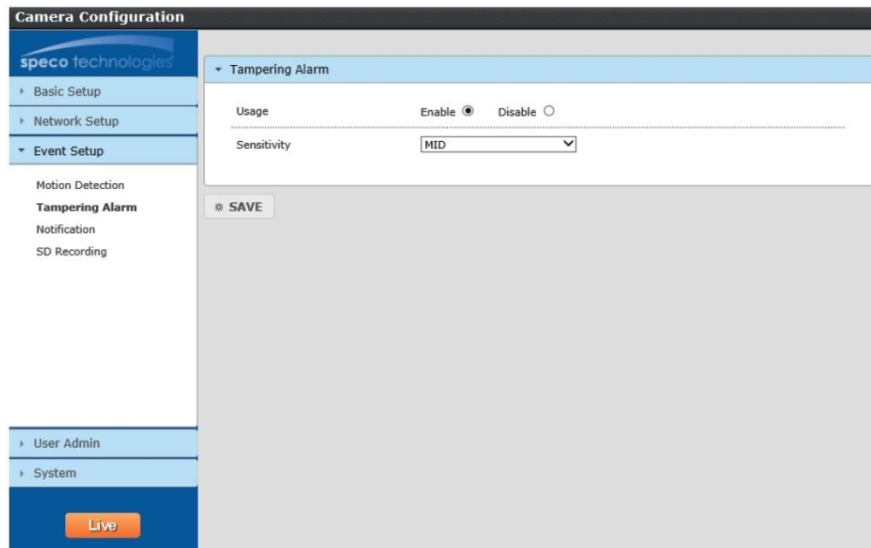 Camera Configuration
speco technologies
Basic Setup
Network Setup
Event Setup
Motion Detection
Tampering Alarm
Notification
SD Recording
User Admin
System
Live
Tampering Alarm
Usage Enable Disable
Sensitivity MID
SAVE